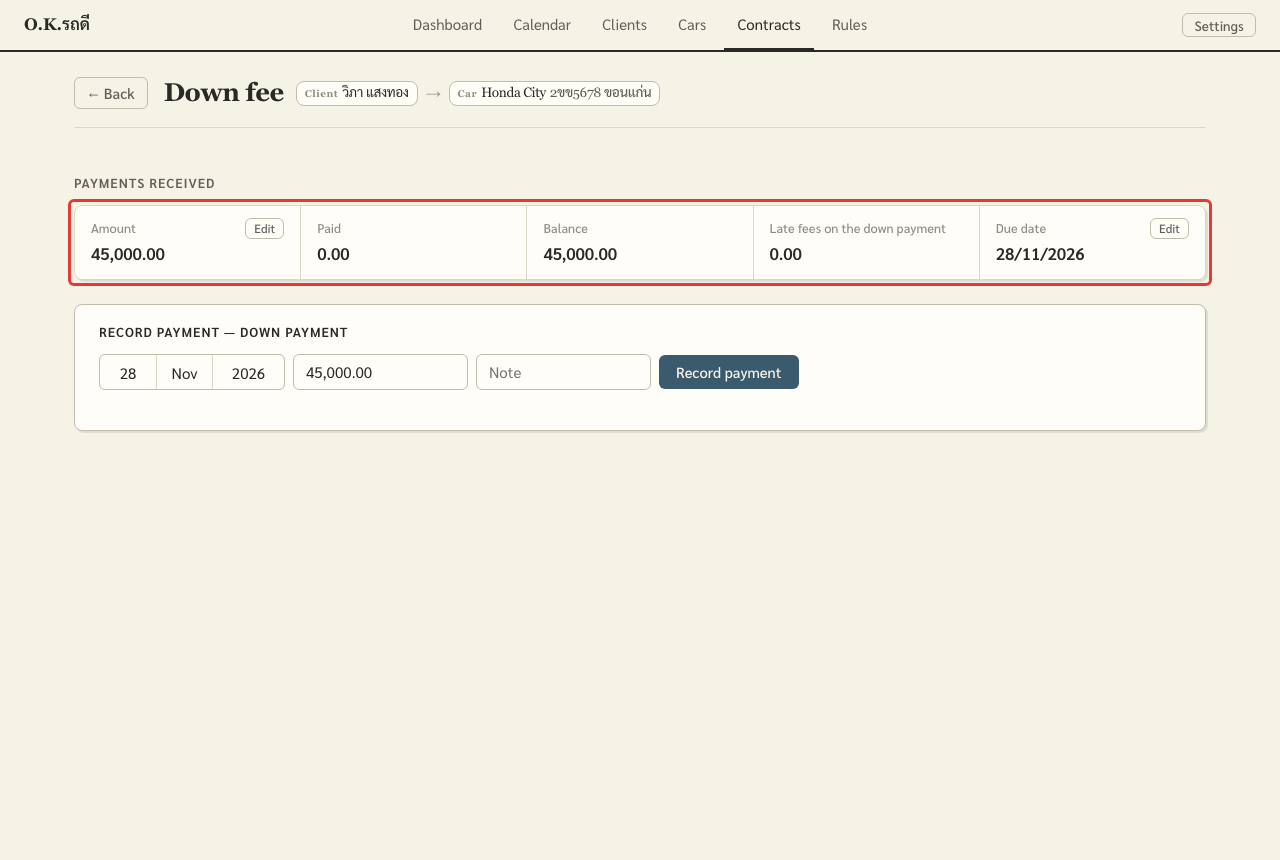 O.K.รถดี
Dashboard Calendar Clients Cars Contracts Rules
Settings
← Back
Down fee
Client วิภา แสงทอง → Car Honda City 2ขข5678 ขอนแก่น
PAYMENTS RECEIVED
Amount Edit
45,000.00
Paid
0.00
Balance
45,000.00
Late fees on the down payment
0.00
Due date Edit
28/11/2026
RECORD PAYMENT — DOWN PAYMENT
28 Nov 2026 45,000.00 Note Record payment